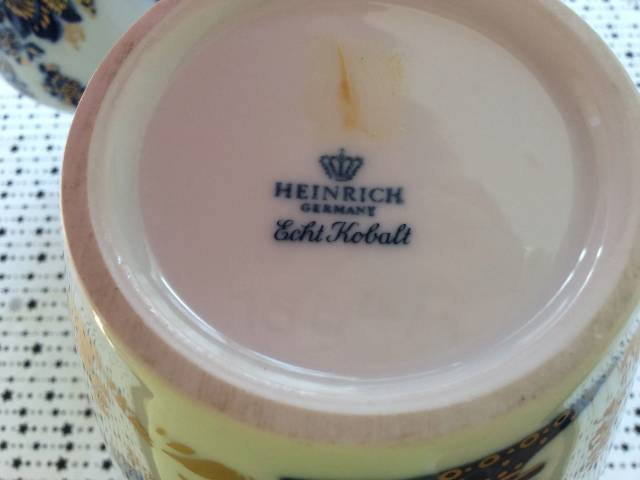 HEINRICH
GERMANY
Echt Kobalt